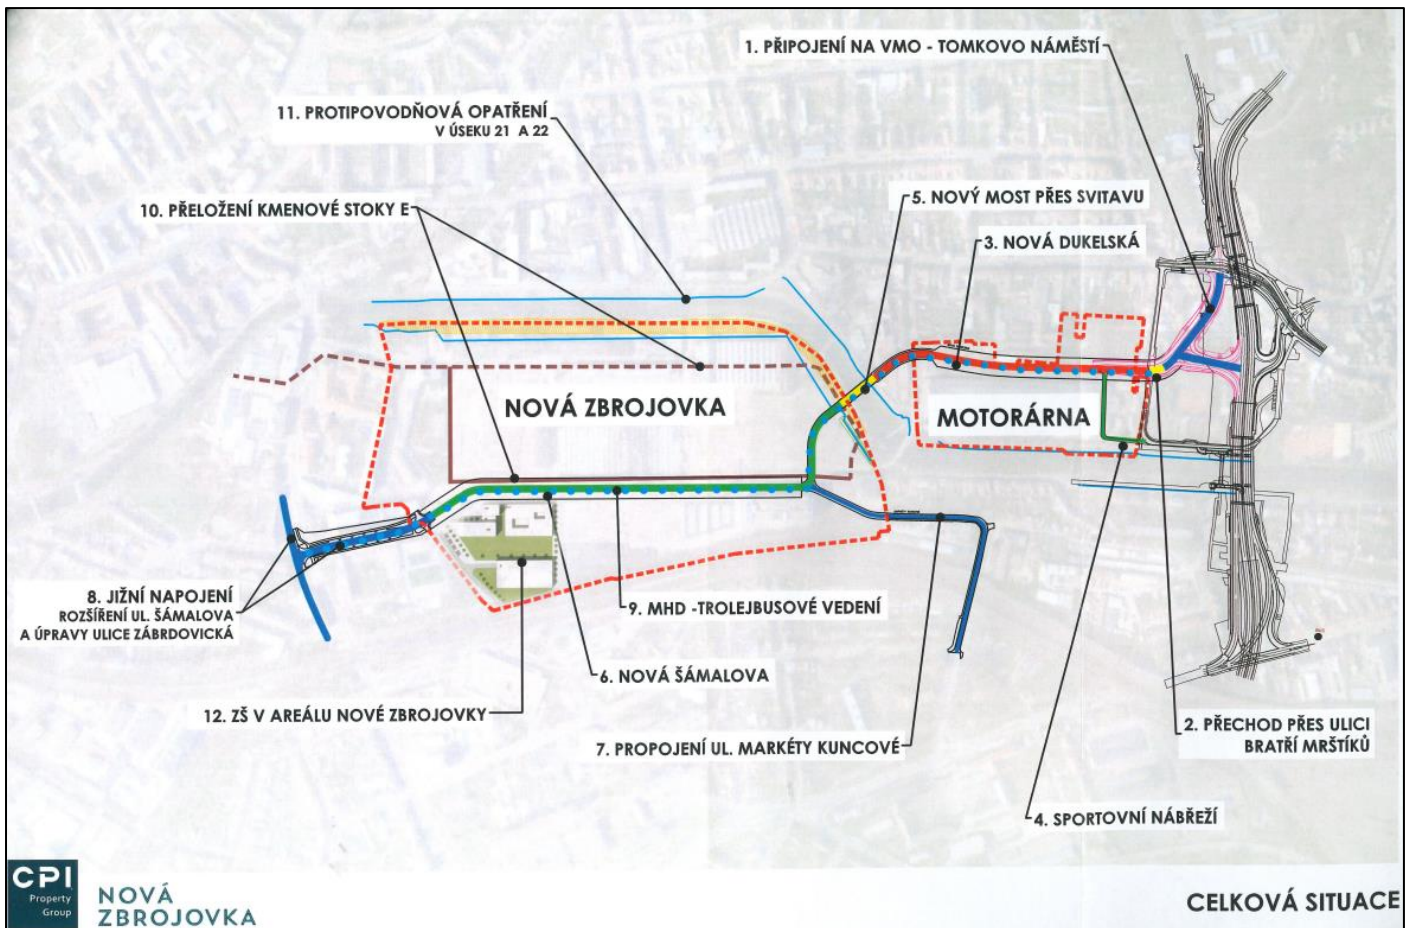 1. PŘIPOJENÍ NA VMO - TOMKOVO NÁMĚSTÍ
11. PROTIPOVODŇOVÁ OPATŘENÍ
V ÚSEKU 21 A 22
5. NOVÝ MOST PŘES SVITAVU
10. PŘELOŽENÍ KMENOVÉ STOKY E
3. NOVÁ DUKELSKÁ
NOVÁ ZBROJOVKA
MOTORÁRNA
8. JIŽNÍ NAPOJENÍ
ROZŠÍŘENÍ UL. ŠÁMALOVA
A ÚPRAVY ULICE ZÁBRDOVICKÁ
9. MHD -TROLEJBUSOVÉ VEDENÍ
6. NOVÁ ŠÁMALOVA
12. ZŠ V AREÁLU NOVÉ ZBROJOVKY
7. PROPOJENÍ UL. MARKÉTY KUNCOVÉ
2. PŘECHOD PŘES ULICI
BRATŘÍ MRŠTÍKŮ
4. SPORTOVNÍ NÁBŘEŽÍ
CPI
Property
Group
NOVÁ
ZBROJOVKA
CELKOVÁ SITUACE